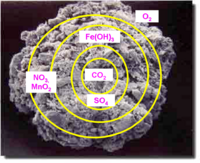 O₂
Fe(OH)₃
NO₃
MnO₂
CO₂
SO₄